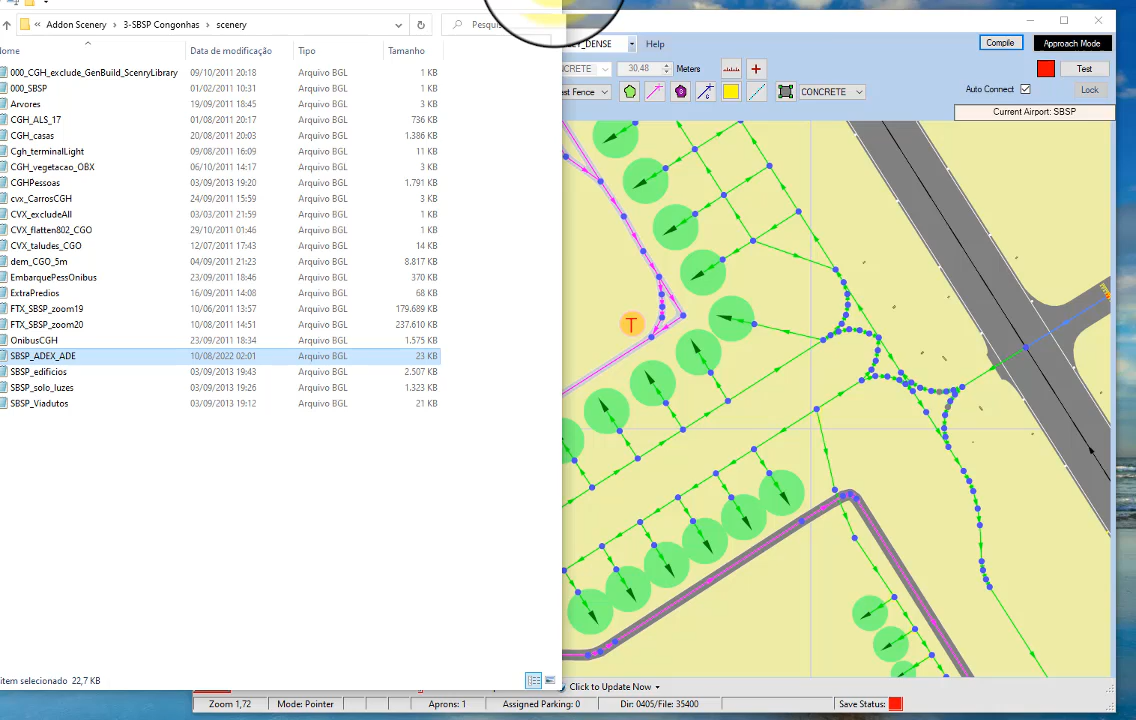 « Addon Scenery > 3-SBSP Congonhas > scenery
Pesqui
Nome Data de modificação Tipo Tamanho
000_CGH_exclude_GenBuild_ScenryLibrary 09/10/2011 20:18 Arquivo BGL 1 KB
000_SBSP 01/02/2011 10:31 Arquivo BGL 1 KB
Arvores 19/09/2011 18:45 Arquivo BGL 3 KB
CGH_ALS_17 01/08/2011 20:17 Arquivo BGL 736 KB
CGH_casas 20/08/2011 20:03 Arquivo BGL 1.386 KB
Cgh_terminalLight 09/08/2011 16:09 Arquivo BGL 11 KB
CGH_vegetacao_OBX 06/10/2011 14:17 Arquivo BGL 3 KB
CGHPessoas 03/09/2013 19:20 Arquivo BGL 1.791 KB
cvx_CarrosCGH 24/09/2011 15:59 Arquivo BGL 3 KB
CVX_excludeAll 03/03/2011 21:59 Arquivo BGL 1 KB
CVX_flatten802_CGO 29/10/2011 01:46 Arquivo BGL 1 KB
CVX_taludes_CGO 12/07/2011 17:43 Arquivo BGL 14 KB
dem_CGO_5m 04/09/2011 21:23 Arquivo BGL 8.817 KB
EmbarquePessOnibus 23/09/2011 18:46 Arquivo BGL 370 KB
ExtraPredios 16/09/2011 14:08 Arquivo BGL 68 KB
FTX_SBSP_zoom19 10/06/2011 13:57 Arquivo BGL 179.689 KB
FTX_SBSP_zoom20 10/08/2011 14:51 Arquivo BGL 237.610 KB
OnibusCGH 23/09/2011 18:34 Arquivo BGL 1.575 KB
SBSP_ADEX_ADE 10/08/2022 02:01 Arquivo BGL 23 KB
SBSP_edificios 03/09/2013 19:43 Arquivo BGL 2.507 KB
SBSP_solo_luzes 03/09/2013 19:26 Arquivo BGL 1.323 KB
SBSP_Viadutos 03/09/2013 19:12 Arquivo BGL 21 KB
item selecionado 22,7 KB
_DENSE Help Compile Approach Mode
CRETE 30,48 Meters Test
ast Fence CONCRETE Auto Connect Lock
Current Airport: SBSP
T
Click to Update Now
Zoom 1,72 Mode: Pointer Aprons: 1 Assigned Parking: 0 Dir: 0405/File: 35400 Save Status: